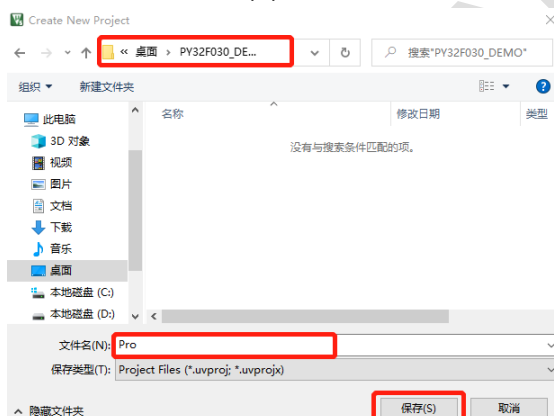 Create New Project
« 桌面 › PY32F030_DE...
搜索"PY32F030_DEMO"
组织
新建文件夹
名称
修改日期
类型
此电脑
3D 对象
视频
图片
文档
下载
音乐
桌面
本地磁盘 (C:)
本地磁盘 (D:)
没有与搜索条件匹配的项。
文件名(N): Pro
保存类型(T): Project Files (*.uvproj; *.uvprojx)
隐藏文件夹
保存(S)
取消